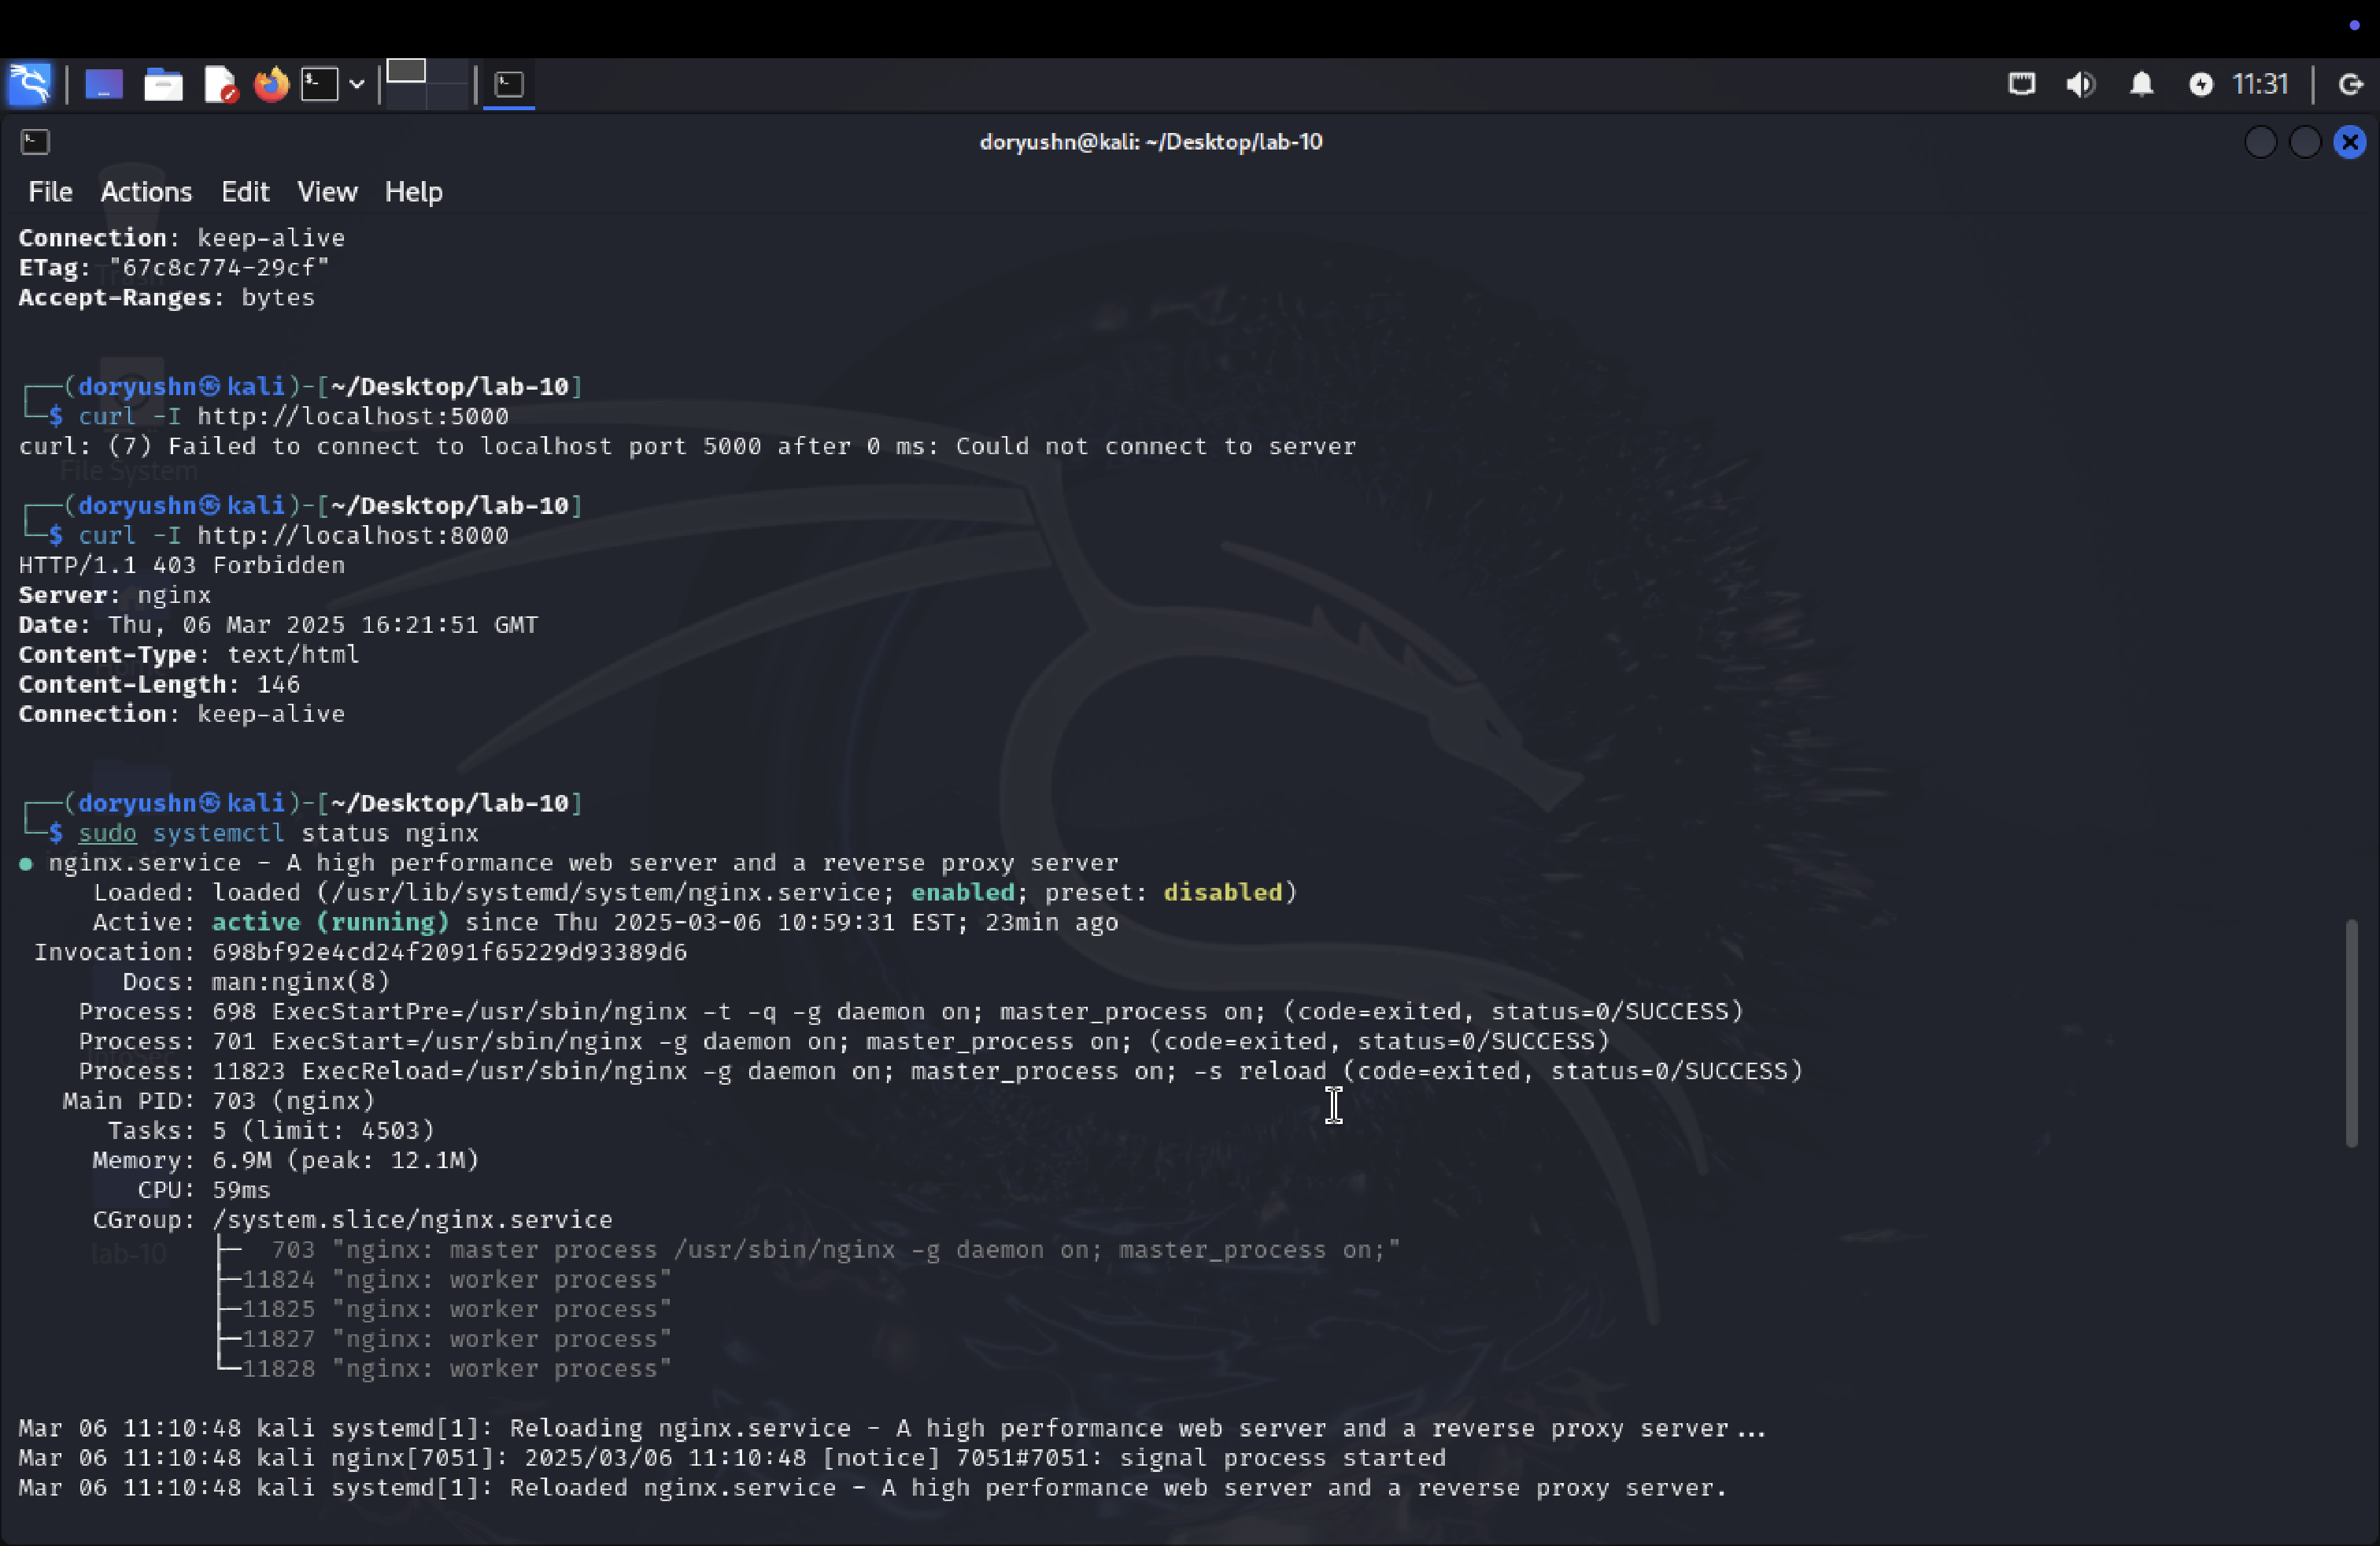 11:31
doryushn@kali: ~/Desktop/lab-10
File Actions Edit View Help
Connection: keep-alive
ETag: "67c8c774-29cf"
Accept-Ranges: bytes
┌──(doryushn㉿kali)-[~/Desktop/lab-10]
└─$ curl -I http://localhost:5000
curl: (7) Failed to connect to localhost port 5000 after 0 ms: Could not connect to server
File System
┌──(doryushn㉿kali)-[~/Desktop/lab-10]
└─$ curl -I http://localhost:8000
HTTP/1.1 403 Forbidden
Server: nginx
Date: Thu, 06 Mar 2025 16:21:51 GMT
Content-Type: text/html
Content-Length: 146
Connection: keep-alive
┌──(doryushn㉿kali)-[~/Desktop/lab-10]
└─$ sudo systemctl status nginx
● nginx.service - A high performance web server and a reverse proxy server
Loaded: loaded (/usr/lib/systemd/system/nginx.service; enabled; preset: disabled)
Active: active (running) since Thu 2025-03-06 10:59:31 EST; 23min ago
Invocation: 698bf92e4cd24f2091f65229d93389d6
Docs: man:nginx(8)
Process: 698 ExecStartPre=/usr/sbin/nginx -t -q -g daemon on; master_process on; (code=exited, status=0/SUCCESS)
Process: 701 ExecStart=/usr/sbin/nginx -g daemon on; master_process on; (code=exited, status=0/SUCCESS)
Process: 11823 ExecReload=/usr/sbin/nginx -g daemon on; master_process on; -s reload (code=exited, status=0/SUCCESS)
Main PID: 703 (nginx)
Tasks: 5 (limit: 4503)
Memory: 6.9M (peak: 12.1M)
CPU: 59ms
CGroup: /system.slice/nginx.service
├─ 703 "nginx: master process /usr/sbin/nginx -g daemon on; master_process on;"
lab-10
├─11824 "nginx: worker process"
├─11825 "nginx: worker process"
├─11827 "nginx: worker process"
└─11828 "nginx: worker process"
Mar 06 11:10:48 kali systemd[1]: Reloading nginx.service - A high performance web server and a reverse proxy server...
Mar 06 11:10:48 kali nginx[7051]: 2025/03/06 11:10:48 [notice] 7051#7051: signal process started
Mar 06 11:10:48 kali systemd[1]: Reloaded nginx.service - A high performance web server and a reverse proxy server.